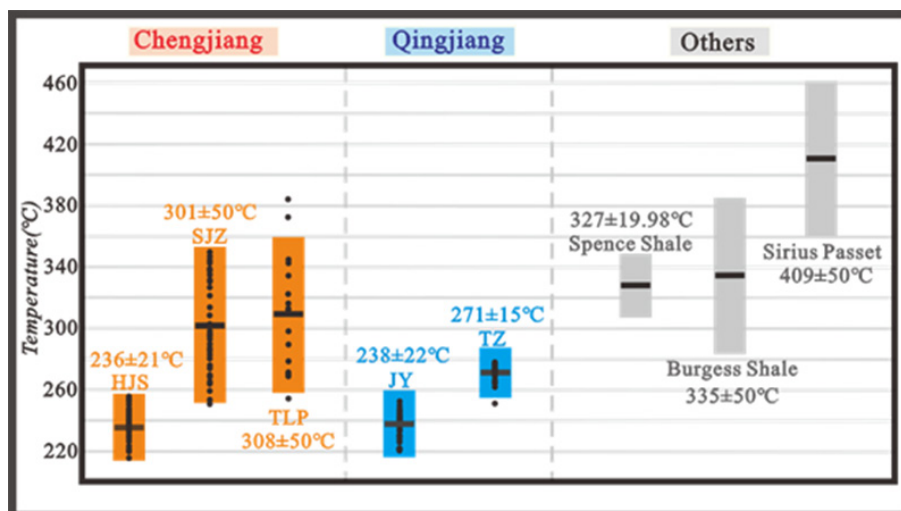 Chengjiang
Qingjiang
Others
Temperature(℃)
460
420
380
340
300
260
220
236±21℃
HJS
301±50℃
SJZ
TLP
308±50℃
238±22℃
JY
271±15℃
TZ
327±19.98℃
Spence Shale
Burgess Shale
335±50℃
Sirius Passet
409±50℃